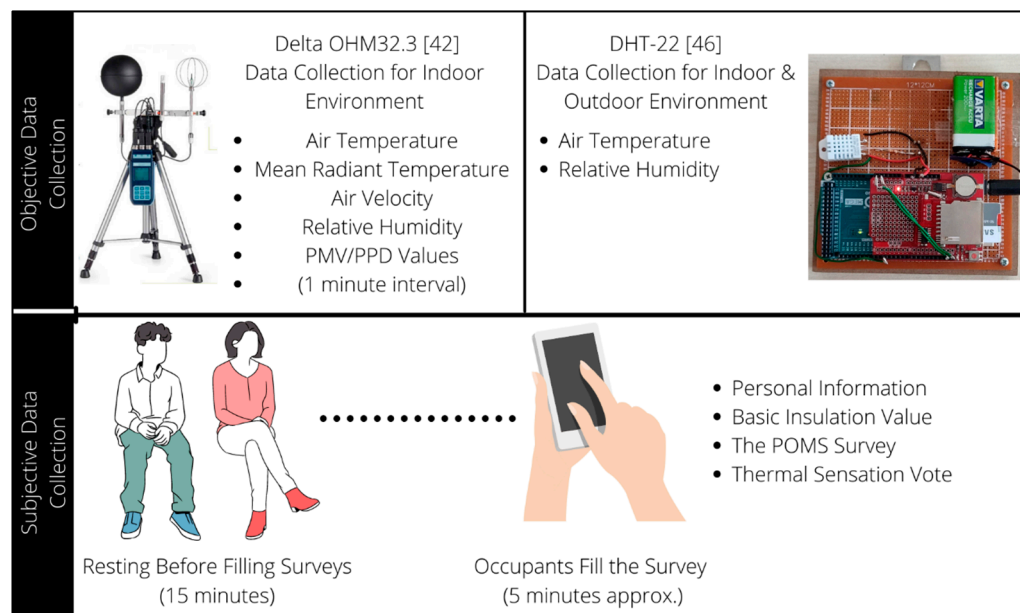 Objective Data
Collection
Delta OHM32.3 [42]
Data Collection for Indoor
Environment
• Air Temperature
• Mean Radiant Temperature
• Air Velocity
• Relative Humidity
• PMV/PPD Values
• (1 minute interval)
DHT-22 [46]
Data Collection for Indoor &
Outdoor Environment
• Air Temperature
• Relative Humidity
12*12CM
VARTA
Subjective Data
Collection
Resting Before Filling Surveys
(15 minutes)
Occupants Fill the Survey
(5 minutes approx.)
• Personal Information
• Basic Insulation Value
• The POMS Survey
• Thermal Sensation Vote